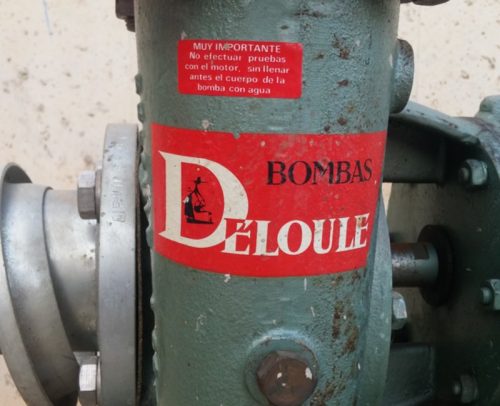 MUY IMPORTANTE
No efectuar pruebas
con el motor, sin llenar
antes el cuerpo de la
bomba con agua
BOMBAS
DÉLOULE